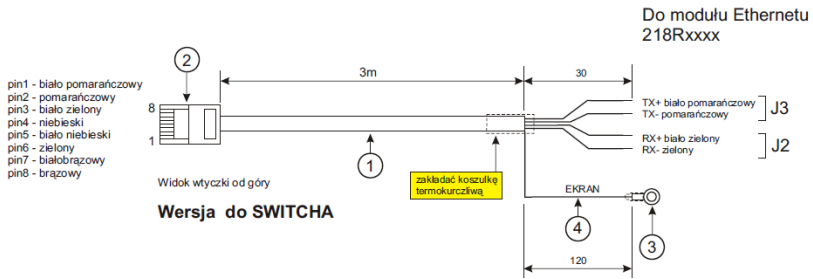 Do modułu Ethernetu
218Rxxxx
2
3m
30
pin1 - biało pomarańczowy
pin2 - pomarańczowy
pin3 - biało zielony
pin4 - niebieski
pin5 - biało niebieski
pin6 - zielony
pin7 - białobrązowy
pin8 - brązowy
8
1
TX+ biało pomarańczowy
TX- pomarańczowy
J3
RX+ biało zielony
RX- zielony
J2
1
Widok wtyczki od góry
zakładać koszulkę
termokurczliwą
Wersja do SWITCHA
EKRAN
4
3
120